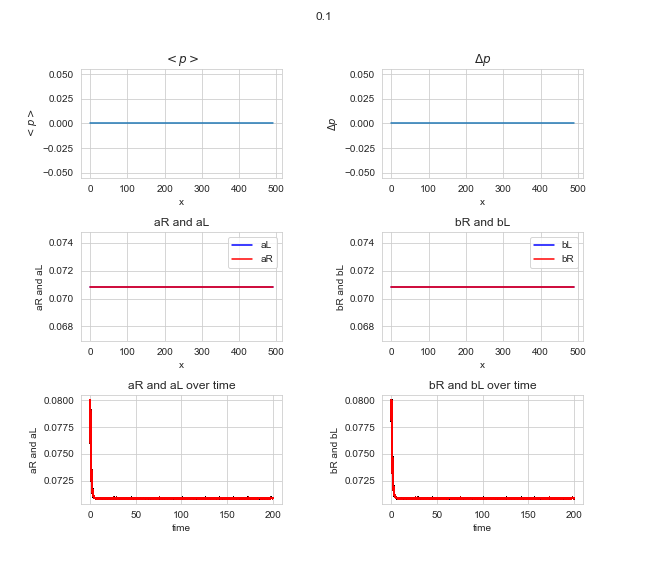 0.1
< p >
Δp
0.050
0.025
0.000
−0.025
−0.050
< p >
0 100 200 300 400 500
x
0.050
0.025
0.000
−0.025
−0.050
Δp
0 100 200 300 400 500
x
aR and aL
bR and bL
0.074
0.072
0.070
0.068
aR and aL
aL
aR
0 100 200 300 400 500
x
0.074
0.072
0.070
0.068
bR and bL
bL
bR
0 100 200 300 400 500
x
aR and aL over time
bR and bL over time
0.0800
0.0775
0.0750
0.0725
aR and aL
0 50 100 150 200
time
0.0800
0.0775
0.0750
0.0725
bR and bL
0 50 100 150 200
time